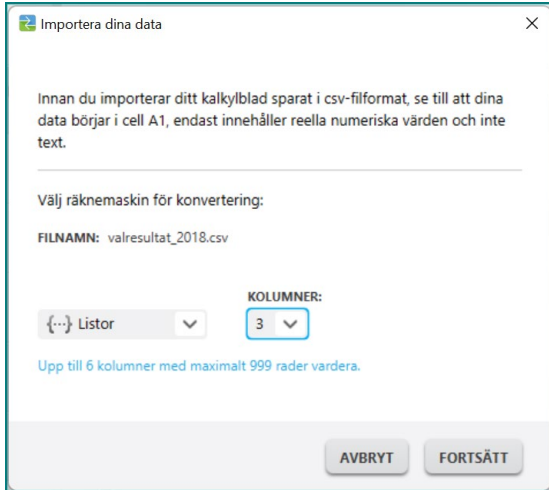 Importera dina data
Innan du importerar ditt kalkylblad sparat i csv-filformat, se till att dina
data börjar i cell A1, endast innehåller reella numeriska värden och inte
text.
Välj räknemaskin för konvertering:
FILNAMN: valresultat_2018.csv
KOLUMNER:
{···} Listor
3
Upp till 6 kolumner med maximalt 999 rader vardera.
AVBRYT
FORTSÄTT